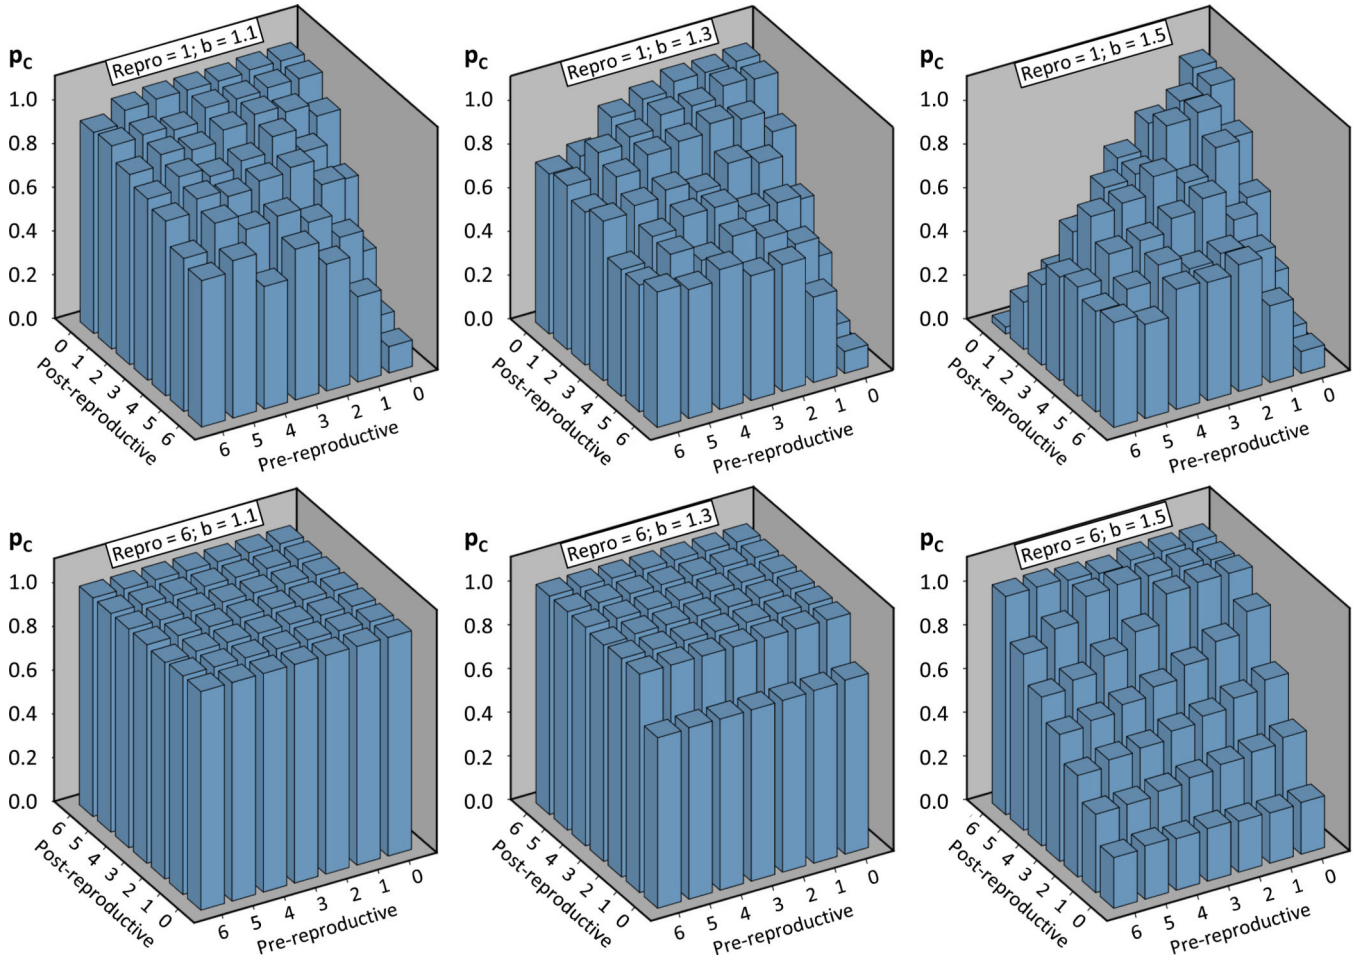 Repro = 1; b = 1.1
pC
1.0
0.8
0.6
0.4
0.2
0.0
0 1 2 3 4 5 6
Post-reproductive
6 5 4 3 2 1 0
Pre-reproductive
Repro = 1; b = 1.3
pC
1.0
0.8
0.6
0.4
0.2
0.0
0 1 2 3 4 5 6
Post-reproductive
6 5 4 3 2 1 0
Pre-reproductive
Repro = 1; b = 1.5
pC
1.0
0.8
0.6
0.4
0.2
0.0
0 1 2 3 4 5 6
Post-reproductive
6 5 4 3 2 1 0
Pre-reproductive
Repro = 6; b = 1.1
pC
1.0
0.8
0.6
0.4
0.2
0.0
6 5 4 3 2 1 0
Post-reproductive
6 5 4 3 2 1 0
Pre-reproductive
Repro = 6; b = 1.3
pC
1.0
0.8
0.6
0.4
0.2
0.0
6 5 4 3 2 1 0
Post-reproductive
6 5 4 3 2 1 0
Pre-reproductive
Repro = 6; b = 1.5
pC
1.0
0.8
0.6
0.4
0.2
0.0
6 5 4 3 2 1 0
Post-reproductive
6 5 4 3 2 1 0
Pre-reproductive